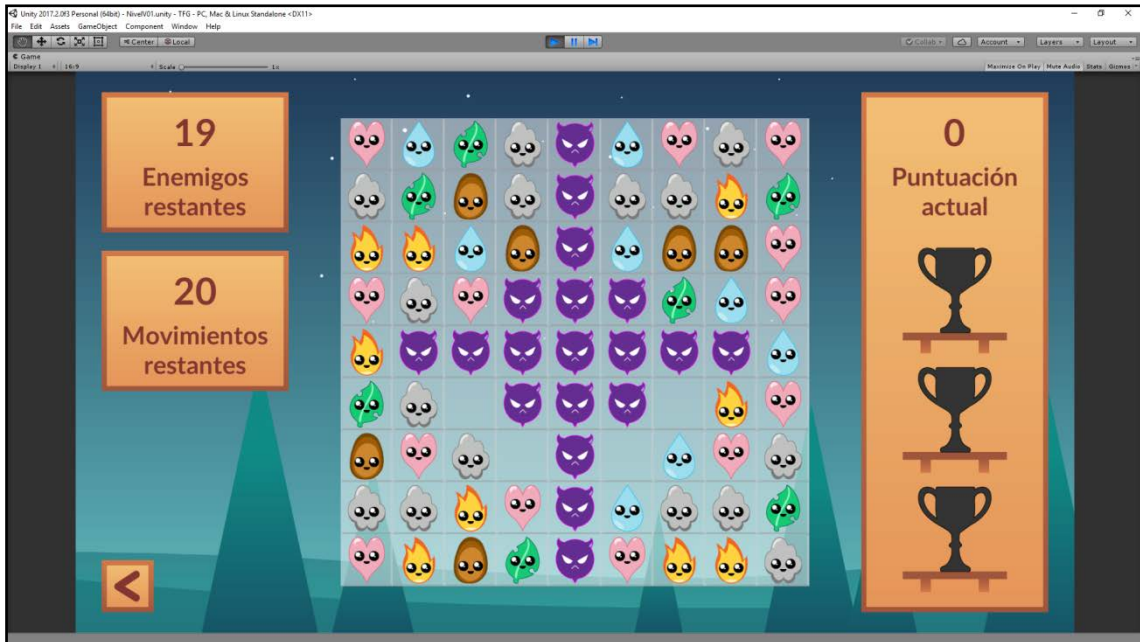 Unity 2017.2.0f3 Personal (64bit) - NivelV01.unity - TFG - PC, Mac & Linux Standalone <DX11>
File Edit Assets GameObject Component Window Help
Center Local Collab Account Layers Layout
Game
Display 1 16:9 Scale 1x Maximize On Play Mute Audio Stats Gizmos
19
Enemigos
restantes
20
Movimientos
restantes
0
Puntuación
actual